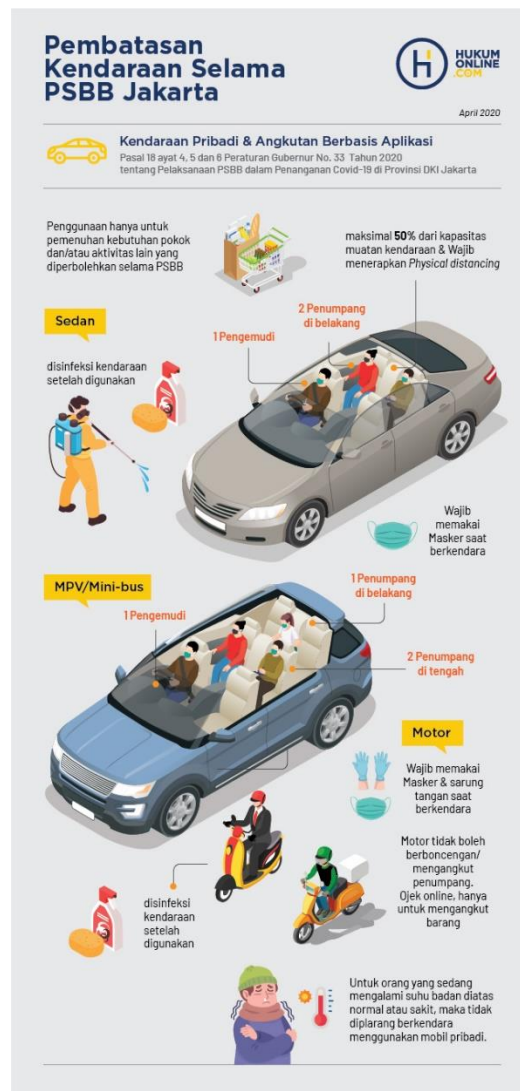 Pembatasan
Kendaraan Selama
PSBB Jakarta
HUKUM
ONLINE
.COM
April 2020
Kendaraan Pribadi & Angkutan Berbasis Aplikasi
Pasal 18 ayat 4, 5 dan 6 Peraturan Gubernur No. 33 Tahun 2020
tentang Pelaksanaan PSBB dalam Penanganan Covid-19 di Provinsi DKI Jakarta
Penggunaan hanya untuk
pemenuhan kebutuhan pokok
dan/atau aktivitas lain yang
diperbolehkan selama PSBB
maksimal 50% dari kapasitas
muatan kendaraan & Wajib
menerapkan Physical distancing
Sedan
1 Pengemudi
2 Penumpang
di belakang
disinfeksi kendaraan
setelah digunakan
Wajib
memakai
Masker saat
berkendara
MPV/Mini-bus
1 Pengemudi
1 Penumpang
di belakang
2 Penumpang
di tengah
Motor
Wajib memakai
Masker & sarung
tangan saat
berkendara
Motor tidak boleh
berboncengan/
mengangkut
penumpang.
Ojek online, hanya
untuk mengangkut
barang
disinfeksi
kendaraan
setelah
digunakan
Untuk orang yang sedang
mengalami suhu badan diatas
normal atau sakit, maka tidak
diplarang berkendara
menggunakan mobil pribadi.